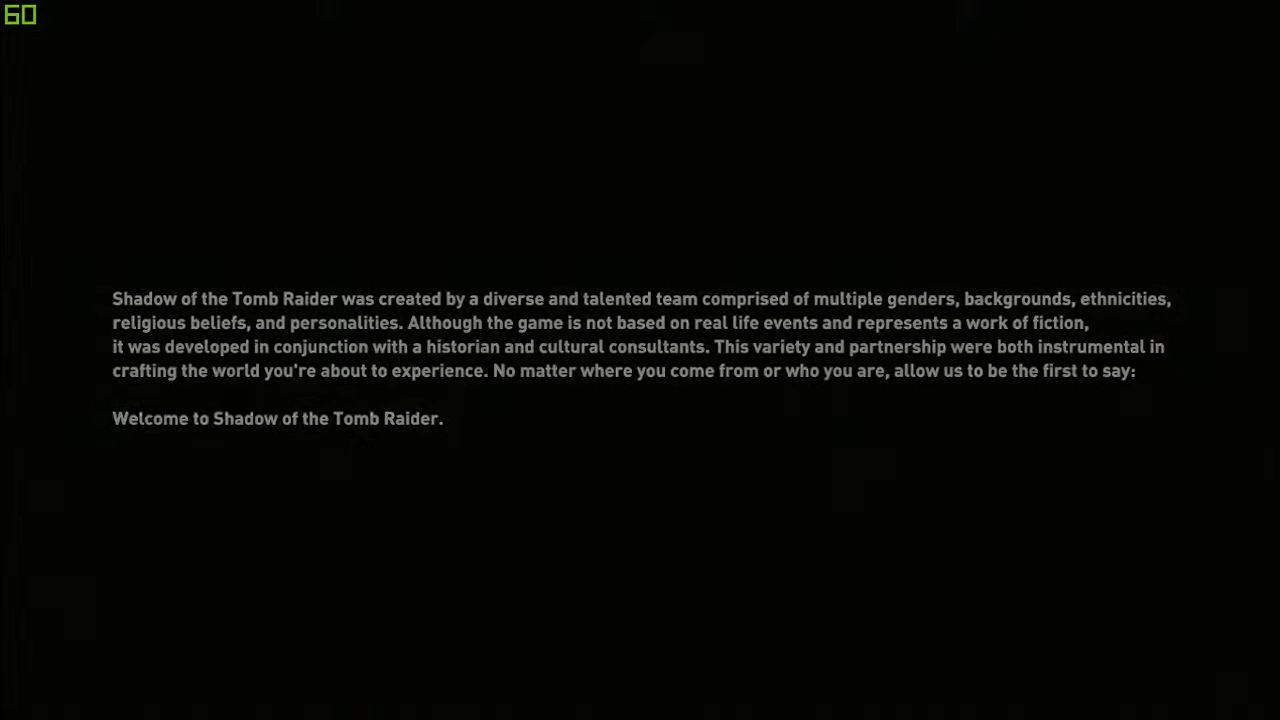 60
Shadow of the Tomb Raider was created by a diverse and talented team comprised of multiple genders, backgrounds, ethnicities,
religious beliefs, and personalities. Although the game is not based on real life events and represents a work of fiction,
it was developed in conjunction with a historian and cultural consultants. This variety and partnership were both instrumental in
crafting the world you're about to experience. No matter where you come from or who you are, allow us to be the first to say:
Welcome to Shadow of the Tomb Raider.